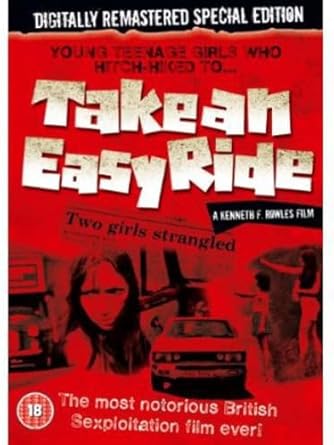 DIGITALLY REMASTERED SPECIAL EDITION
YOUNG TEENAGE GIRLS WHO
HITCH-HIKED TO...
Take an
Easy Ride
A KENNETH F. ROWLES FILM
Two girls strangled
18
The most notorious British
Sexploitation film ever!